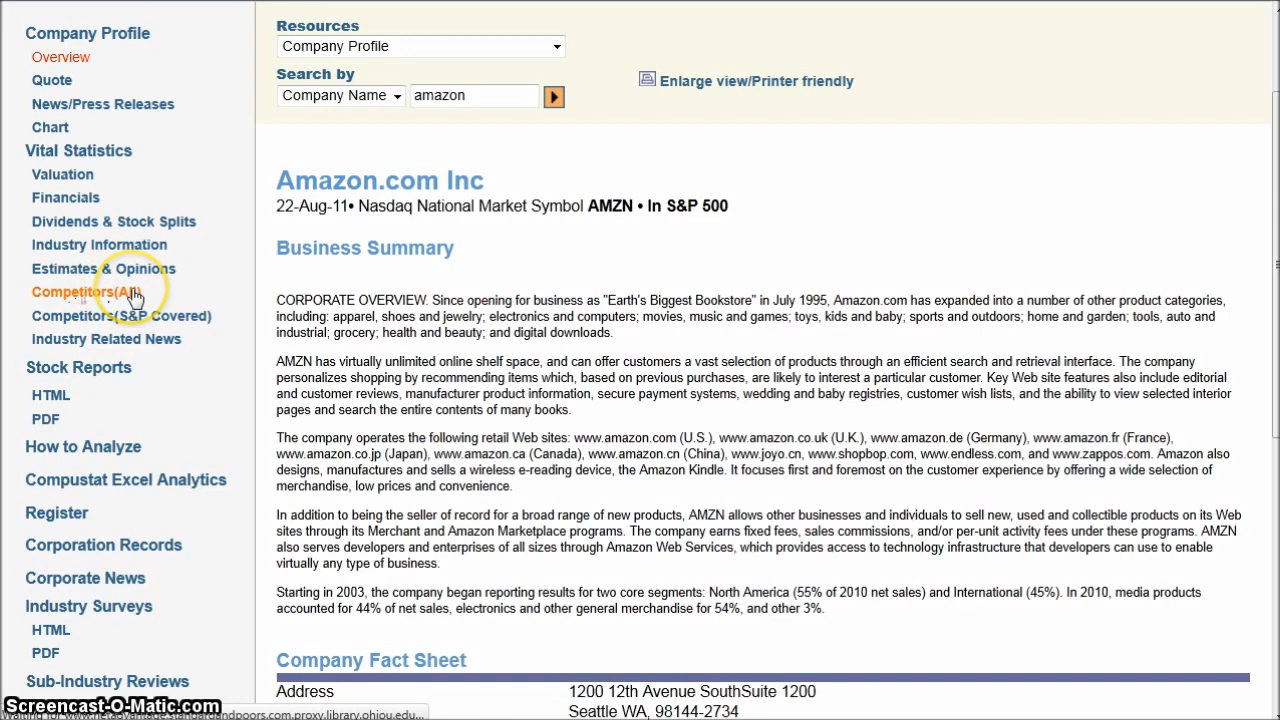 Company Profile
Overview
Quote
News/Press Releases
Chart
Vital Statistics
Valuation
Financials
Dividends & Stock Splits
Industry Information
Estimates & Opinions
Competitors(All)
Competitors(S&P Covered)
Industry Related News
Stock Reports
HTML
PDF
How to Analyze
Compustat Excel Analytics
Register
Corporation Records
Corporate News
Industry Surveys
HTML
PDF
Sub-Industry Reviews
Resources
Company Profile
Search by
Company Name amazon
Enlarge view/Printer friendly
Amazon.com Inc
22-Aug-11• Nasdaq National Market Symbol AMZN • In S&P 500
Business Summary
CORPORATE OVERVIEW. Since opening for business as "Earth's Biggest Bookstore" in July 1995, Amazon.com has expanded into a number of other product categories,
including: apparel, shoes and jewelry; electronics and computers; movies, music and games; toys, kids and baby; sports and outdoors; home and garden; tools, auto and
industrial; grocery; health and beauty; and digital downloads.
AMZN has virtually unlimited online shelf space, and can offer customers a vast selection of products through an efficient search and retrieval interface. The company
personalizes shopping by recommending items which, based on previous purchases, are likely to interest a particular customer. Key Web site features also include editorial
and customer reviews, manufacturer product information, secure payment systems, wedding and baby registries, customer wish lists, and the ability to view selected interior
pages and search the entire contents of many books.
The company operates the following retail Web sites: www.amazon.com (U.S.), www.amazon.co.uk (U.K.), www.amazon.de (Germany), www.amazon.fr (France),
www.amazon.co.jp (Japan), www.amazon.ca (Canada), www.amazon.cn (China), www.joyo.cn, www.shopbop.com, www.endless.com, and www.zappos.com. Amazon also
designs, manufactures and sells a wireless e-reading device, the Amazon Kindle. It focuses first and foremost on the customer experience by offering a wide selection of
merchandise, low prices and convenience.
In addition to being the seller of record for a broad range of new products, AMZN allows other businesses and individuals to sell new, used and collectible products on its Web
sites through its Merchant and Amazon Marketplace programs. The company earns fixed fees, sales commissions, and/or per-unit activity fees under these programs. AMZN
also serves developers and enterprises of all sizes through Amazon Web Services, which provides access to technology infrastructure that developers can use to enable
virtually any type of business.
Starting in 2003, the company began reporting results for two core segments: North America (55% of 2010 net sales) and International (45%). In 2010, media products
accounted for 44% of net sales, electronics and other general merchandise for 54%, and other 3%.
Company Fact Sheet
Address 1200 12th Avenue SouthSuite 1200
Seattle WA, 98144-2734
Screencast-O-Matic.com
Waiting for www.netadvantage.standardandpoors.com.proxy.library.ohiou.edu...